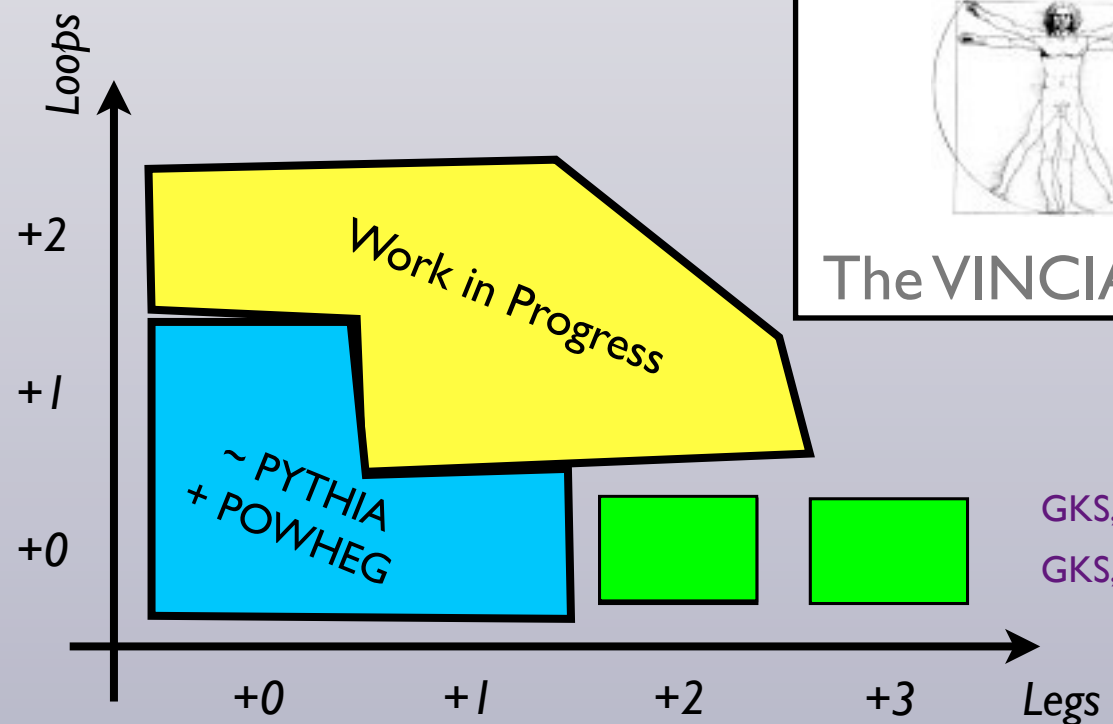 Loops
The VINCIA
+2
Work in Progress
+1
~ PYTHIA
+ POWHEG
+0
GKS,
GKS,
+0
+1
+2
+3
Legs